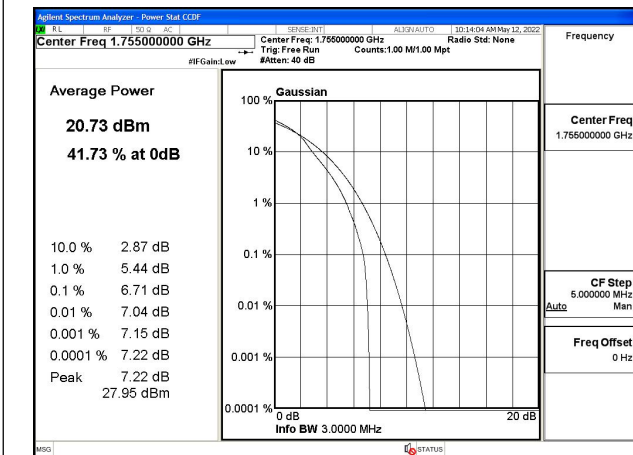 Agilent Spectrum Analyzer - Power Stat CCDF
RL RF 50 Ω AC SENSE:INT ALIGN AUTO 10:14:04 AM May 12, 2022
Center Freq 1.755000000 GHz
Center Freq: 1.755000000 GHz Radio Std: None
Trig: Free Run Counts:1.00 M/1.00 Mpt
#IFGain:Low #Atten: 40 dB
Frequency
Average Power
20.73 dBm
41.73 % at 0dB
10.0 % 2.87 dB
1.0 % 5.44 dB
0.1 % 6.71 dB
0.01 % 7.04 dB
0.001 % 7.15 dB
0.0001 % 7.22 dB
Peak 7.22 dB
27.95 dBm
Gaussian
100 %
10 %
1 %
0.1 %
0.01 %
0.001 %
0.0001 %
0 dB 20 dB
Info BW 3.0000 MHz
Center Freq
1.755000000 GHz
CF Step
5.000000 MHz
Auto Man
Freq Offset
0 Hz
MSG STATUS